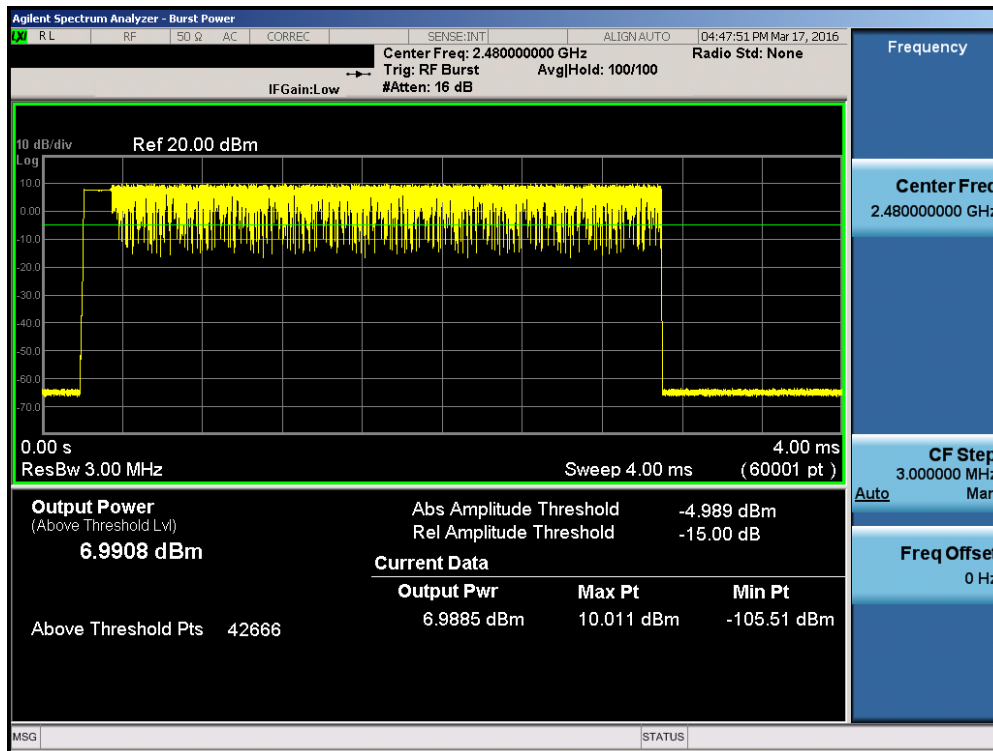 Agilent Spectrum Analyzer - Burst Power
LXI RL RF 50 Ω AC CORREC SENSE:INT ALIGN AUTO 04:47:51 PM Mar 17, 2016
Center Freq: 2.480000000 GHz Radio Std: None
Trig: RF Burst Avg|Hold: 100/100
IFGain:Low #Atten: 16 dB
10 dB/div Ref 20.00 dBm
Log
10.0
0.00
-10.0
-20.0
-30.0
-40.0
-50.0
-60.0
-70.0
0.00 s 4.00 ms
ResBw 3.00 MHz Sweep 4.00 ms (60001 pt)
Output Power
(Above Threshold Lvl)
6.9908 dBm
Above Threshold Pts 42666
Abs Amplitude Threshold -4.989 dBm
Rel Amplitude Threshold -15.00 dB
Current Data
Output Pwr Max Pt Min Pt
6.9885 dBm 10.011 dBm -105.51 dBm
Frequency
Center Freq
2.480000000 GHz
CF Step
3.000000 MHz
Auto Man
Freq Offset
0 Hz
MSG STATUS